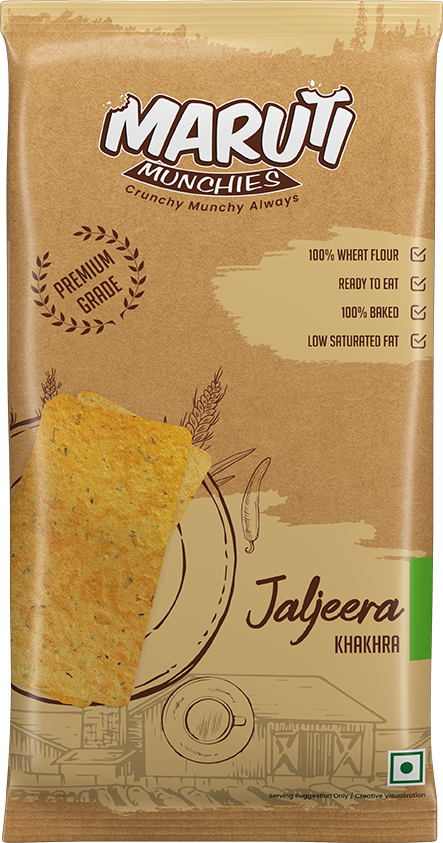 MARUTI
MUNCHIES
Crunchy Munchy Always
PREMIUM
GRADE
100% WHEAT FLOUR
READY TO EAT
100% BAKED
LOW SATURATED FAT
Jaljeera
KHAKHRA
Serving Suggestion Only / Creative Visualization